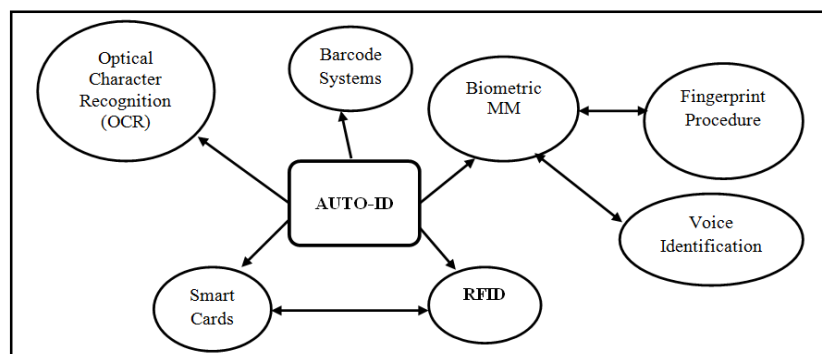 Optical
Character
Recognition
(OCR)
Barcode
Systems
Biometric
MM
Fingerprint
Procedure
AUTO-ID
Voice
Identification
Smart
Cards
RFID